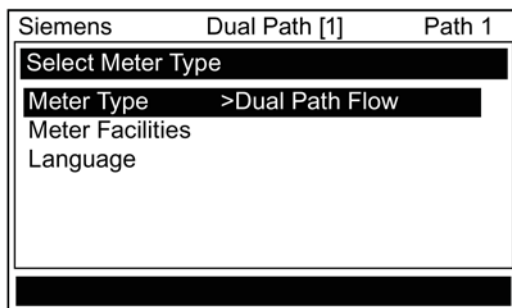 Siemens Dual Path [1] Path 1
Select Meter Type
Meter Type >Dual Path Flow
Meter Facilities
Language